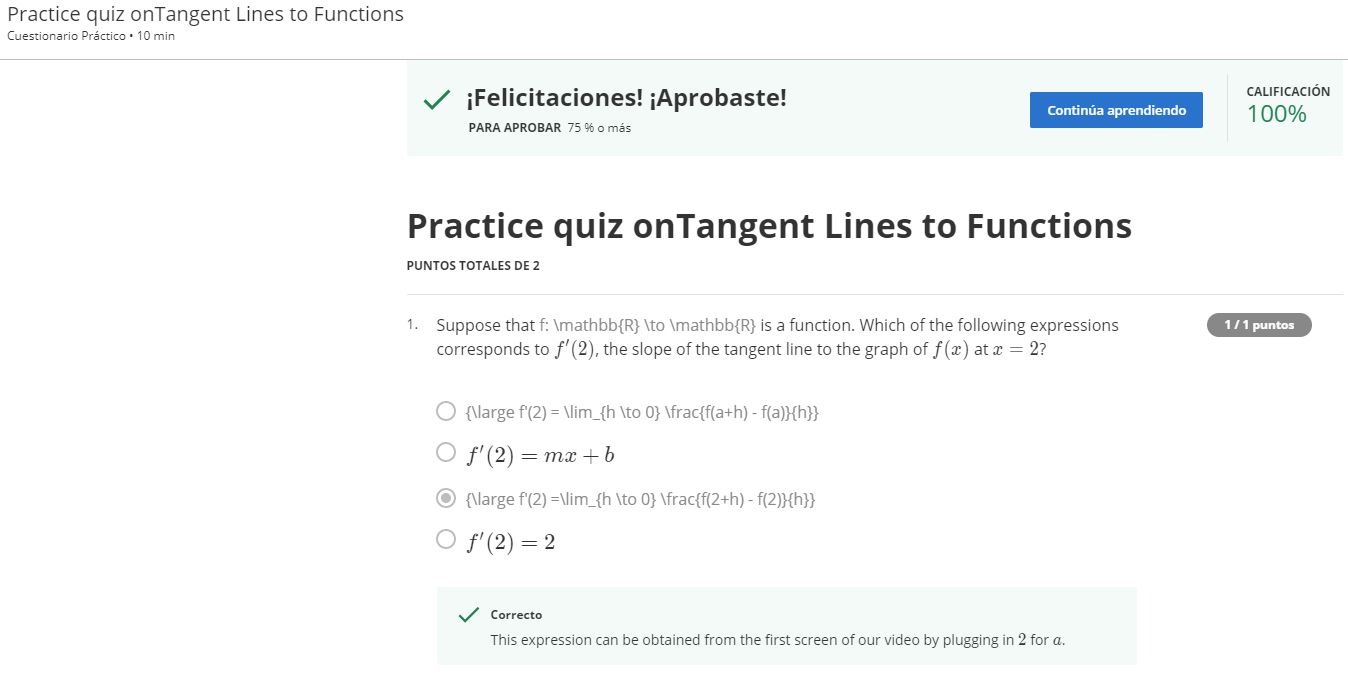 Practice quiz onTangent Lines to Functions
Cuestionario Práctico • 10 min
¡Felicitaciones! ¡Aprobaste!
PARA APROBAR 75 % o más
Continúa aprendiendo
CALIFICACIÓN
100%
Practice quiz onTangent Lines to Functions
PUNTOS TOTALES DE 2
1. Suppose that f: \mathbb{R} \to \mathbb{R} is a function. Which of the following expressions
corresponds to f′(2), the slope of the tangent line to the graph of f(x) at x = 2?
1 / 1 puntos
{\large f'(2) = \lim_{h \to 0} \frac{f(a+h) - f(a)}{h}}
f′(2) = mx + b
{\large f'(2) =\lim_{h \to 0} \frac{f(2+h) - f(2)}{h}}
f′(2) = 2
Correcto
This expression can be obtained from the first screen of our video by plugging in 2 for a.